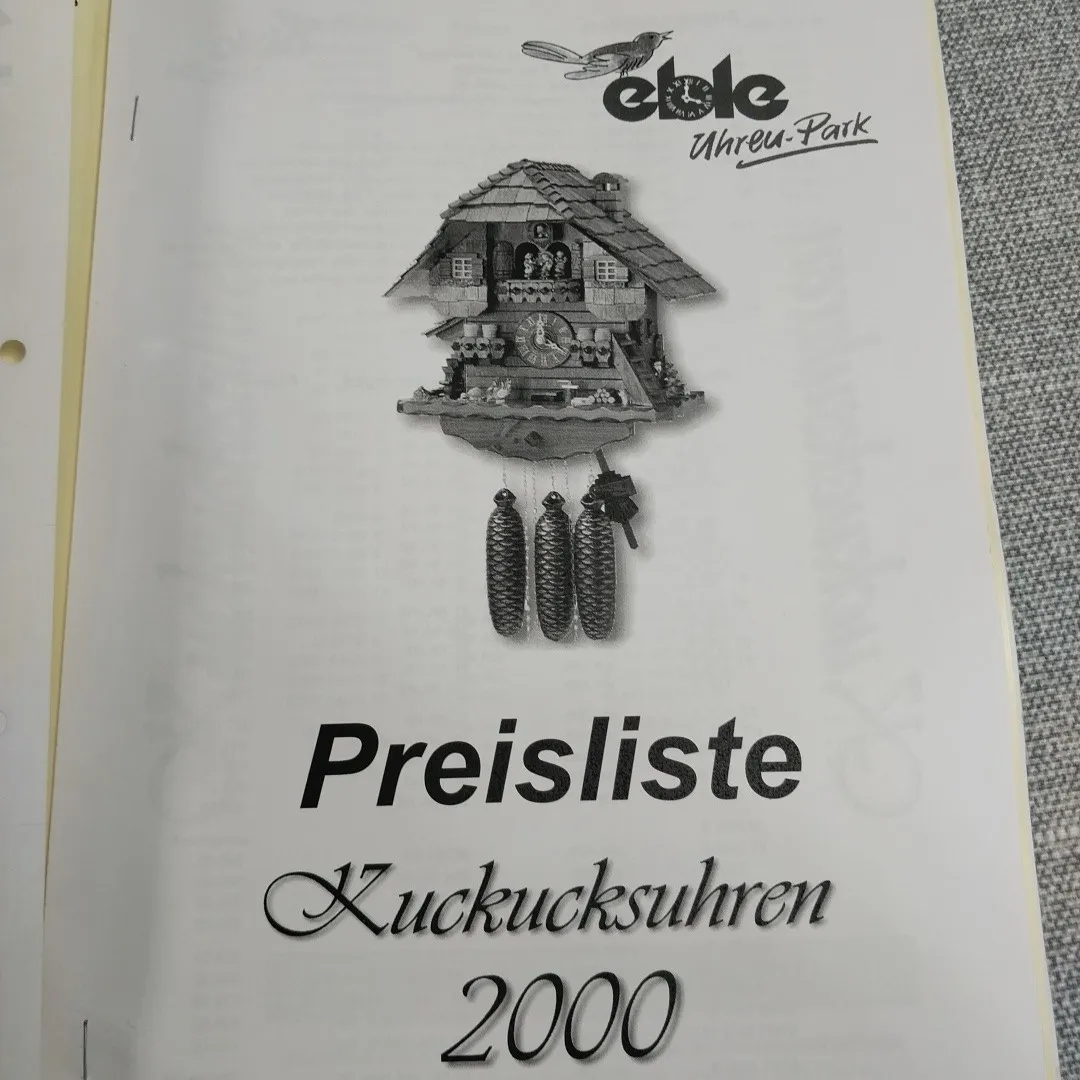 eble
Uhren-Park
Preisliste
Kuckucksuhren
2000